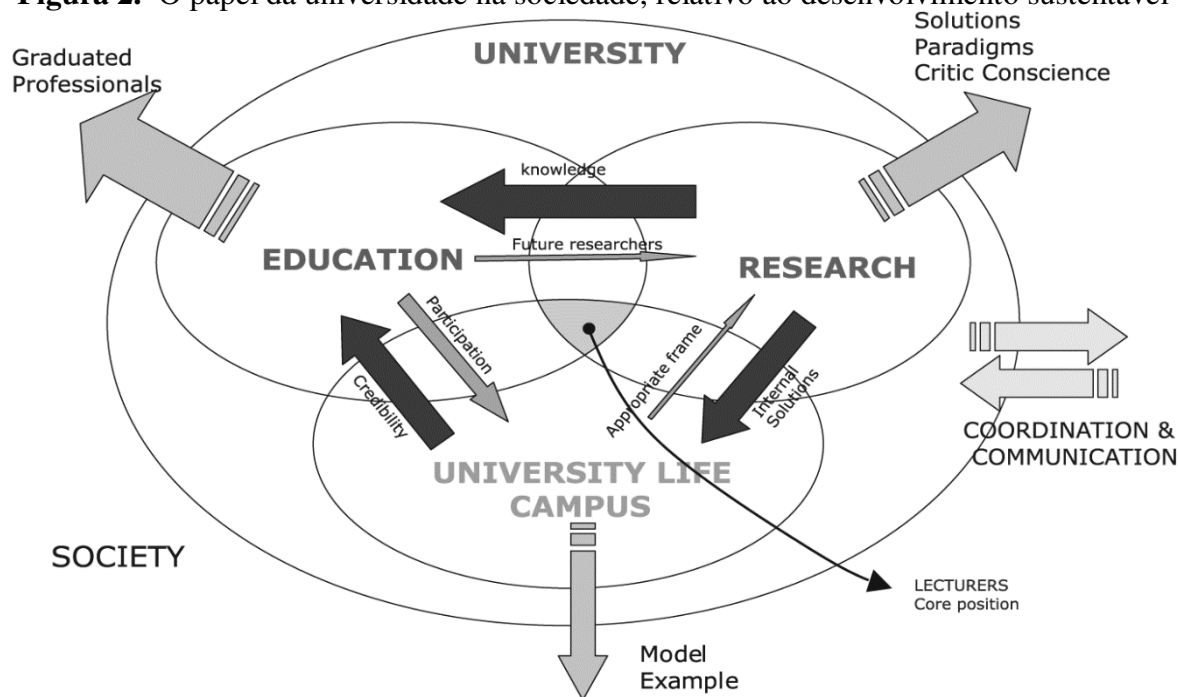 Figura 2. O papel da universidade na sociedade, relativo ao desenvolvimento sustentável
UNIVERSITY
Graduated
Professionals
Solutions
Paradigms
Critic Conscience
knowledge
Future researchers
EDUCATION
RESEARCH
Participation
Credibility
Appropriate frame
Internal
Solutions
UNIVERSITY LIFE
CAMPUS
COORDINATION &
COMMUNICATION
SOCIETY
LECTURERS
Core position
Model
Example